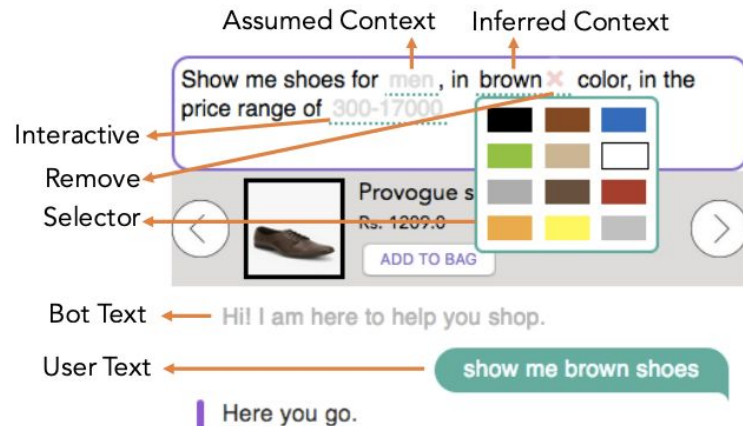 Assumed Context Inferred Context
Show me shoes for men, in brown ✕ color, in the
price range of 300-17000
Interactive
Remove
Selector
Provogue s
Rs. 1209.0
ADD TO BAG
Bot Text
Hi! I am here to help you shop.
User Text
show me brown shoes
Here you go.